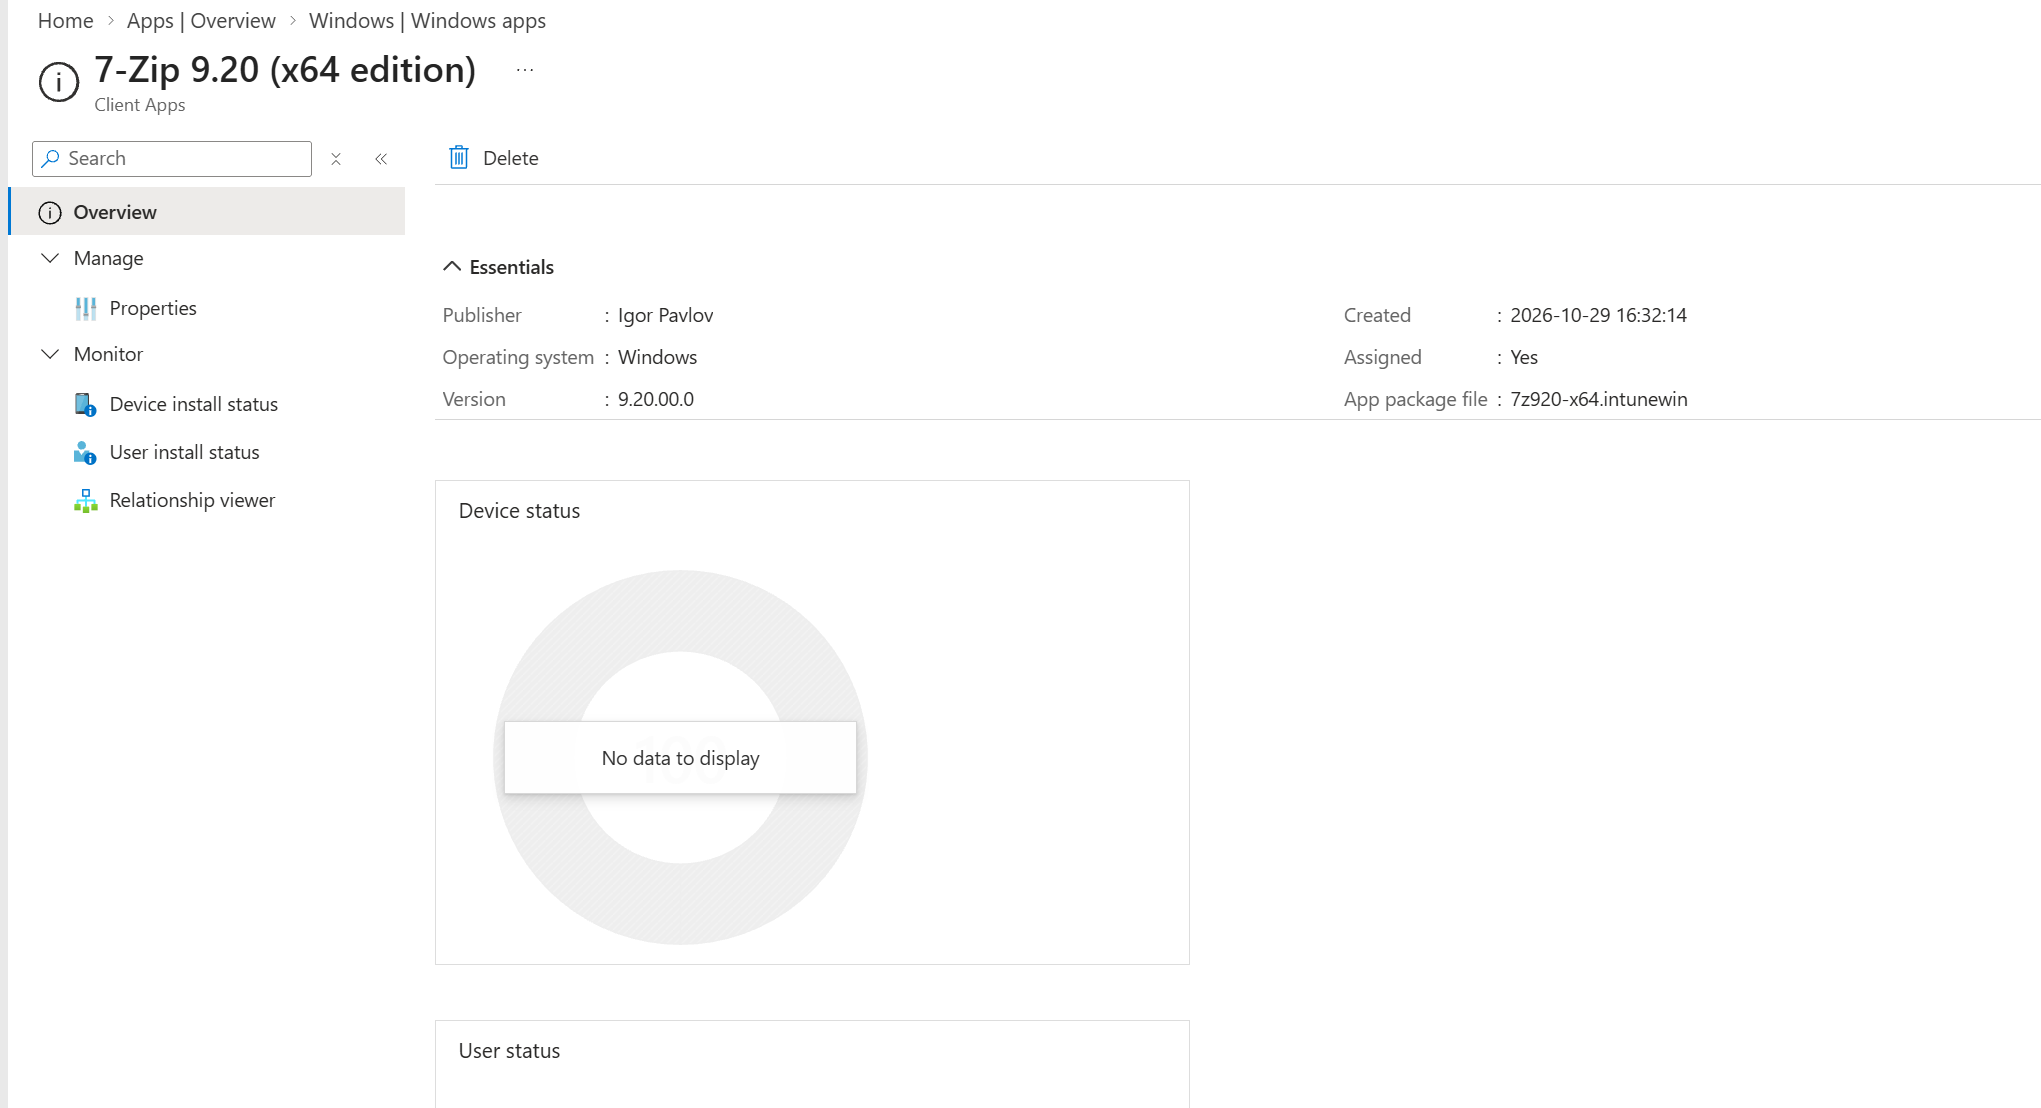 Home > Apps | Overview > Windows | Windows apps
7-Zip 9.20 (x64 edition) ...
Client Apps
Search
Delete
Overview
Manage
Properties
Monitor
Device install status
User install status
Relationship viewer
Essentials
Publisher : Igor Pavlov
Operating system : Windows
Version : 9.20.00.0
Created : 2026-10-29 16:32:14
Assigned : Yes
App package file : 7z920-x64.intunewin
Device status
No data to display
User status